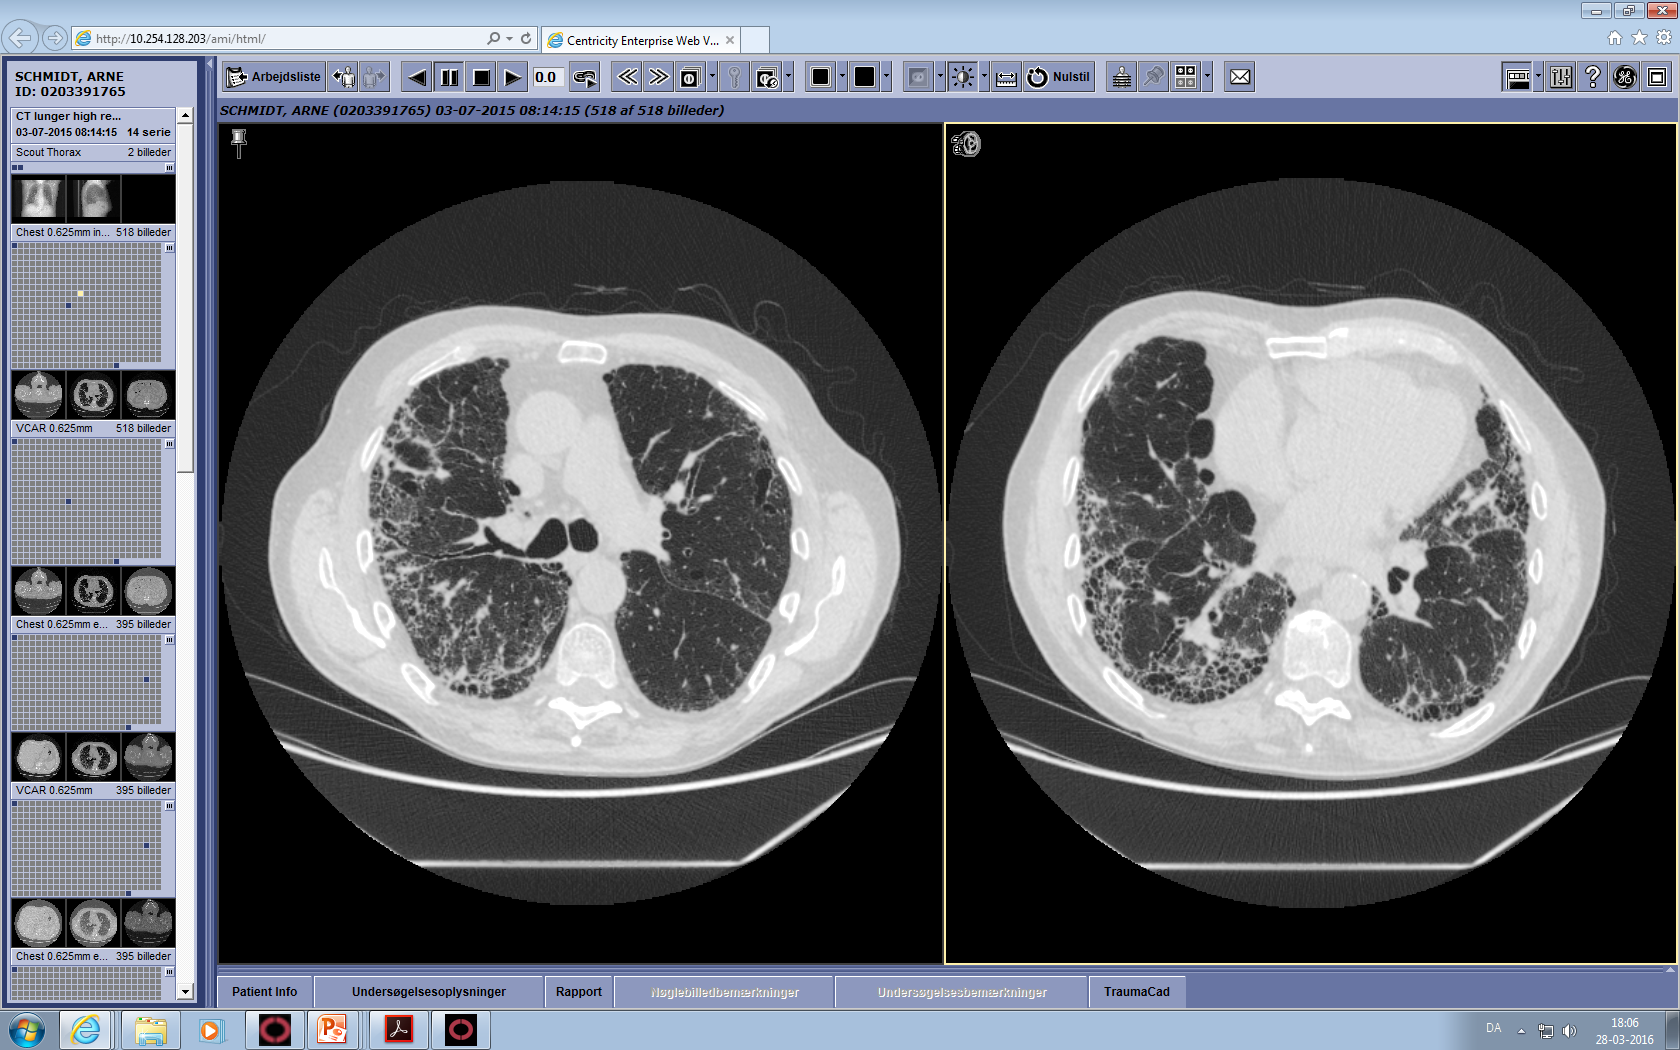 http://10.254.128.203/ami/html/
Centricity Enterprise Web V...
SCHMIDT, ARNE
ID: 0203391765
Arbejdsliste
0.0
Nulstil
SCHMIDT, ARNE (0203391765) 03-07-2015 08:14:15 (518 af 518 billeder)
CT lunger high re...
03-07-2015 08:14:15 14 serie
Scout Thorax 2 billeder
Chest 0.625mm in... 518 billeder
VCAR 0.625mm 518 billeder
Chest 0.625mm e... 395 billeder
VCAR 0.625mm 395 billeder
Chest 0.625mm e... 395 billeder
Patient Info
Undersøgelsesoplysninger
Rapport
Nøglebilledbemærkninger
Undersøgelsesbemærkninger
TraumaCad
DA
18:06
28-03-2016